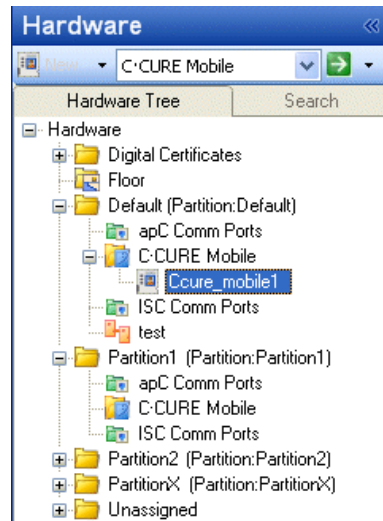 Hardware
New C·CURE Mobile
Hardware Tree Search
Hardware
Digital Certificates
Floor
Default (Partition:Default)
apC Comm Ports
C·CURE Mobile
Ccure_mobile1
ISC Comm Ports
test
Partition1 (Partition:Partition1)
apC Comm Ports
C·CURE Mobile
ISC Comm Ports
Partition2 (Partition:Partition2)
PartitionX (Partition:PartitionX)
Unassigned